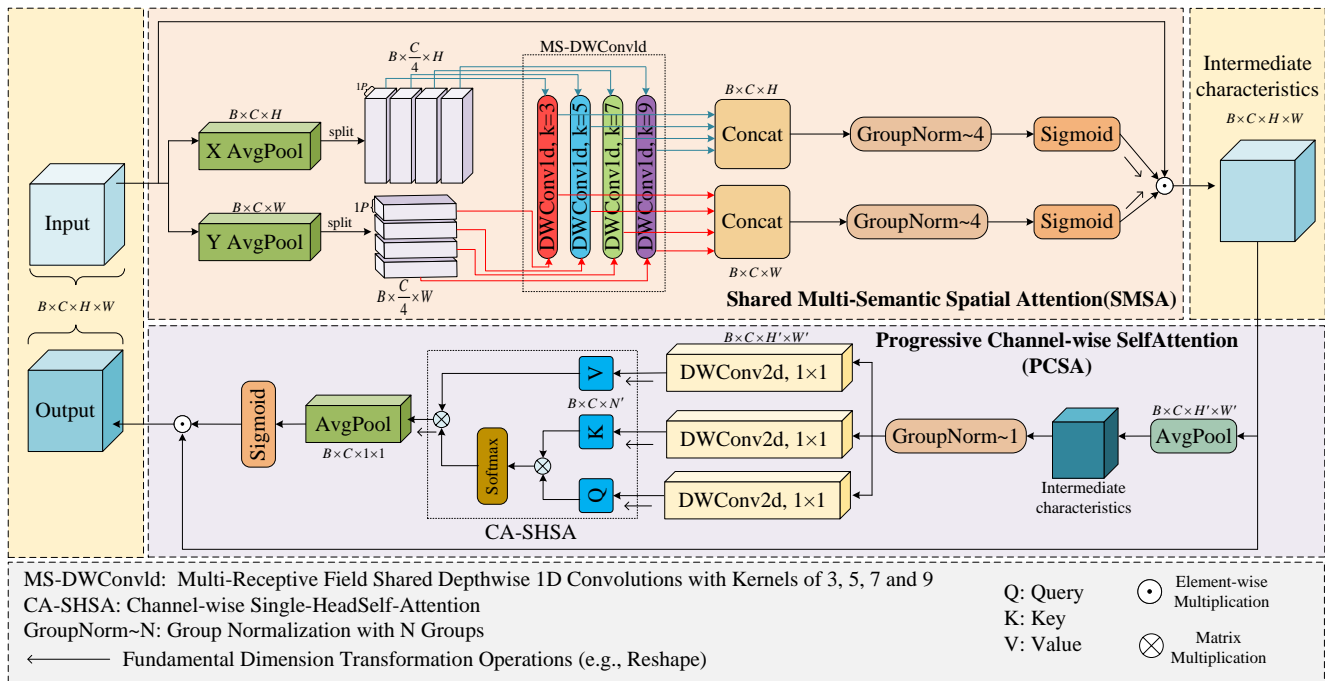 MS-DWConvld
B×C/4×H
1P
B×C×H
X AvgPool
split
DWConv1d, k=3
DWConv1d, k=5
DWConv1d, k=7
DWConv1d, k=9
B×C×H
Concat
GroupNorm~4
Sigmoid
Intermediate
characteristics
B×C×H×W
Input
B×C×W
Y AvgPool
split
1P
B×C/4×W
Concat
B×C×W
GroupNorm~4
Sigmoid
Shared Multi-Semantic Spatial Attention(SMSA)
B×C×H×W
Output
Progressive Channel-wise SelfAttention
(PCSA)
B×C×H'×W'
AvgPool
Intermediate
characteristics
GroupNorm~1
B×C×H'×W'
DWConv2d, 1×1
DWConv2d, 1×1
DWConv2d, 1×1
V
B×C×N'
K
Q
Softmax
CA-SHSA
AvgPool
B×C×1×1
Sigmoid
MS-DWConvld: Multi-Receptive Field Shared Depthwise 1D Convolutions with Kernels of 3, 5, 7 and 9
CA-SHSA: Channel-wise Single-HeadSelf-Attention
GroupNorm~N: Group Normalization with N Groups
Fundamental Dimension Transformation Operations (e.g., Reshape)
Q: Query
K: Key
V: Value
Element-wise
Multiplication
Matrix
Multiplication